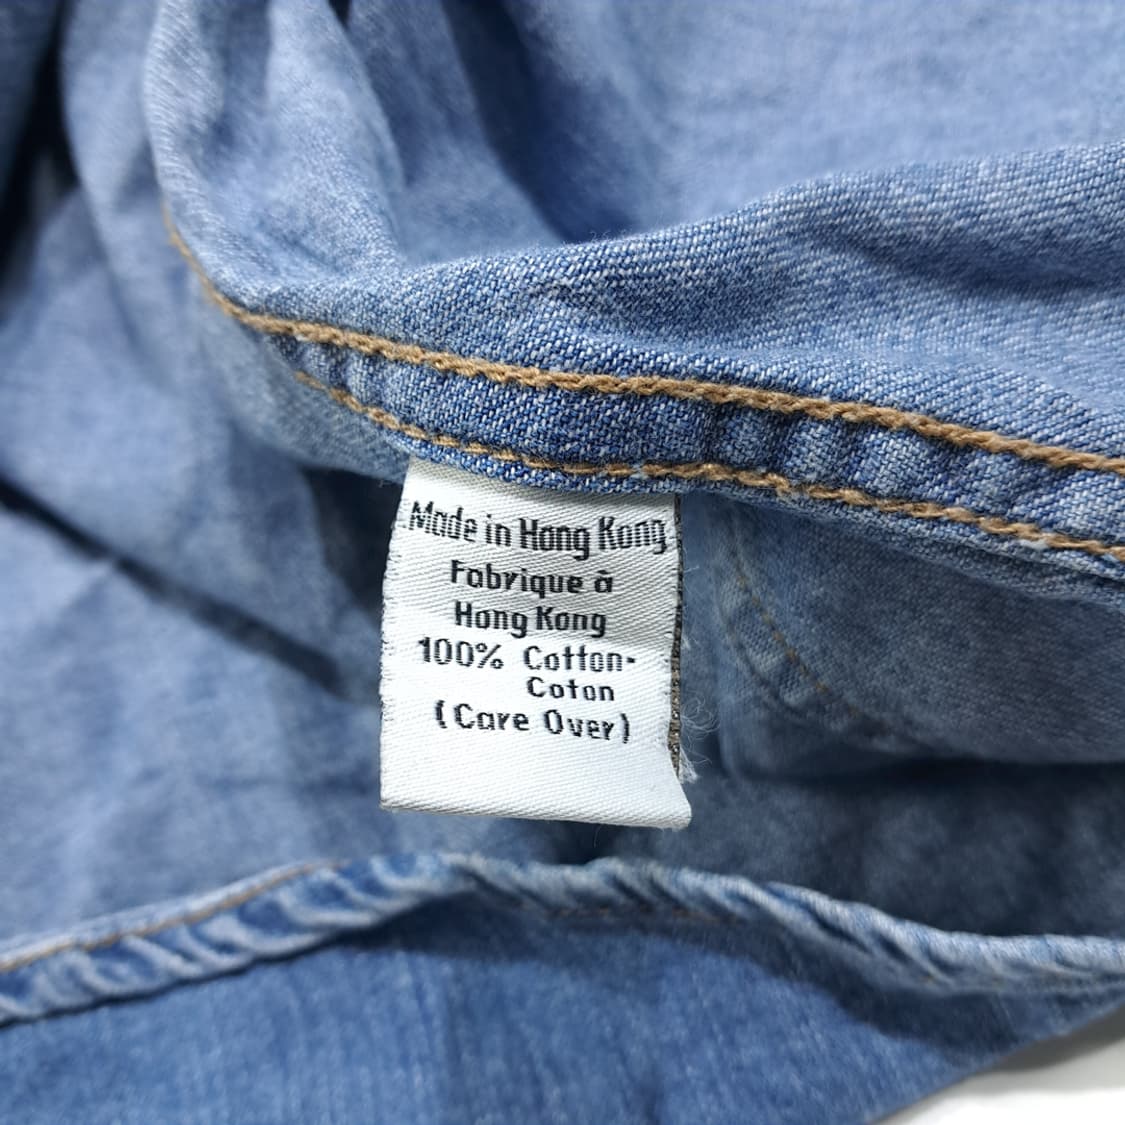 Made in Hong Kong
Fabrique à
Hong Kong
100% Cotton-
Coton
(Care Over)